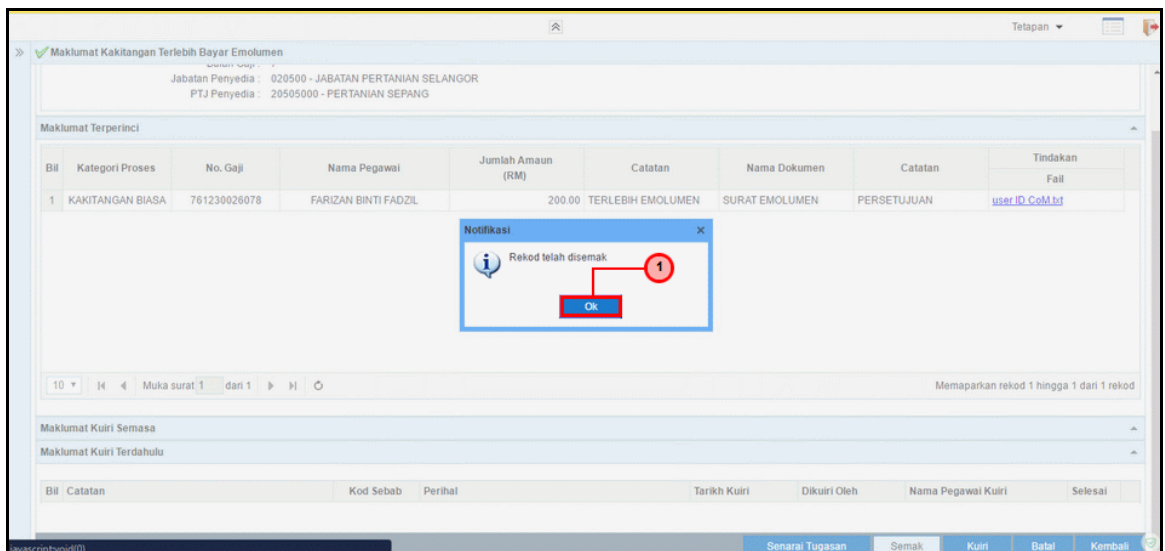 Tetapan
Maklumat Kakitangan Terlebih Bayar Emolumen
Bulan Gaji : 7
Jabatan Penyedia : 020500 - JABATAN PERTANIAN SELANGOR
PTJ Penyedia : 20505000 - PERTANIAN SEPANG
Maklumat Terperinci
Bil Kategori Proses No. Gaji Nama Pegawai Jumlah Amaun (RM) Catatan Nama Dokumen Catatan Tindakan
Fail
1 KAKITANGAN BIASA 761230026078 FARIZAN BINTI FADZIL 200.00 TERLEBIH EMOLUMEN SURAT EMOLUMEN PERSETUJUAN user ID CoM.txt
Notifikasi
Rekod telah disemak
1
Ok
10 Muka surat 1 dari 1 Memaparkan rekod 1 hingga 1 dari 1 rekod
Maklumat Kuiri Semasa
Maklumat Kuiri Terdahulu
Bil Catatan Kod Sebab Perihal Tarikh Kuiri Dikuiri Oleh Nama Pegawai Kuiri Selesai
javascript:void(0) Senarai Tugasan Semak Kuiri Batal Kembali